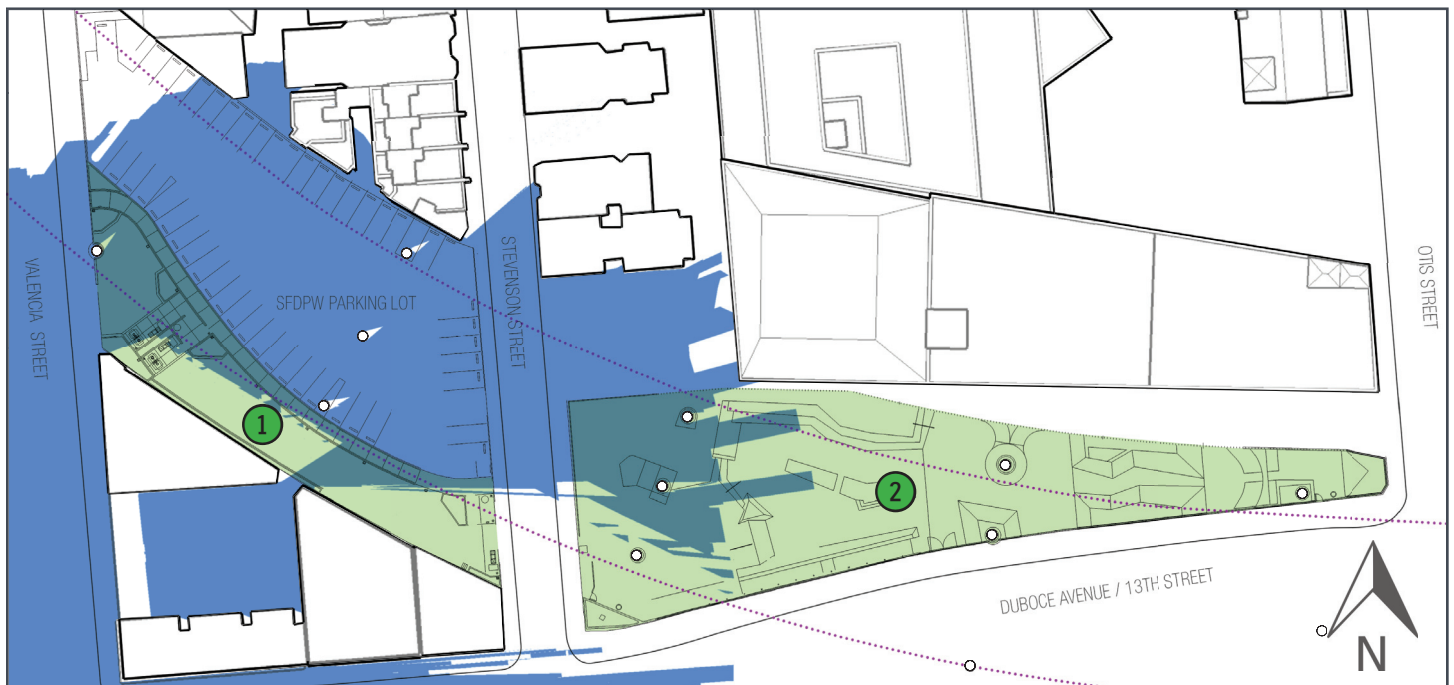 VALENCIA STREET
SFDPW PARKING LOT
STEVENSON STREET
OTIS STREET
1
2
DUBOCE AVENUE / 13TH STREET
N